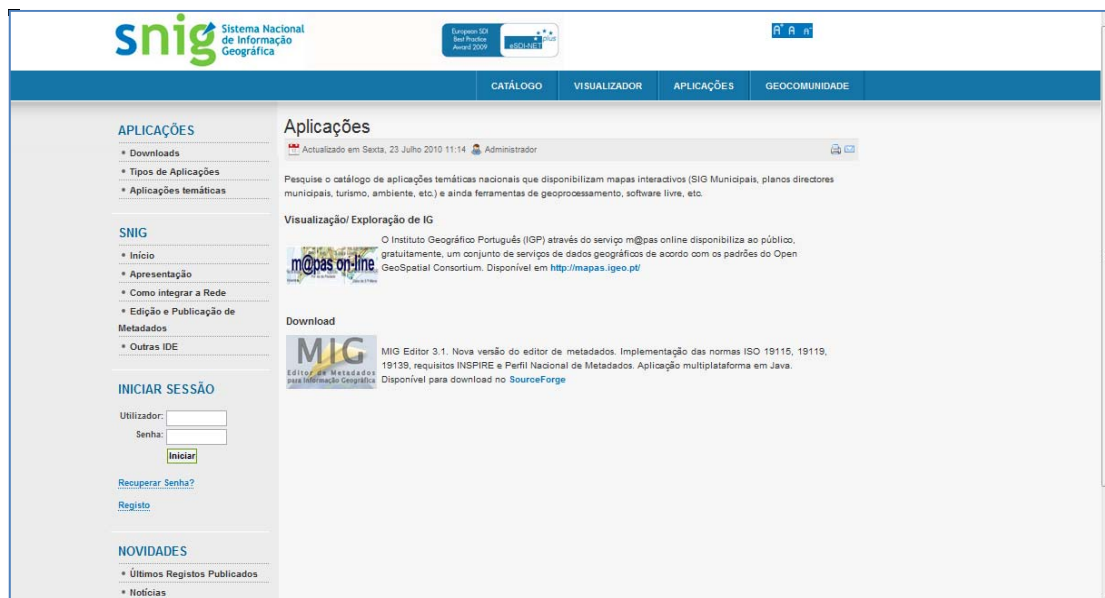 snig Sistema Nacional
de Informação
Geográfica
European SDI
Best Practice
Award 2009
eSDI-NET plus
A+ A A-
CATÁLOGO VISUALIZADOR APLICAÇÕES GEOCOMUNIDADE
APLICAÇÕES
Downloads
Tipos de Aplicações
Aplicações temáticas
SNIG
Início
Apresentação
Como integrar a Rede
Edição e Publicação de
Metadados
Outras IDE
INICIAR SESSÃO
Utilizador:
Senha:
Iniciar
Recuperar Senha?
Registo
NOVIDADES
Últimos Registos Publicados
Notícias
Aplicações
Actualizado em Sexta, 23 Julho 2010 11:14 Administrador
Pesquise o catálogo de aplicações temáticas nacionais que disponibilizam mapas interactivos (SIG Municipais, planos directores
municipais, turismo, ambiente, etc.) e ainda ferramentas de geoprocessamento, software livre, etc.
Visualização/ Exploração de IG
m@pas on-line
O Instituto Geográfico Português (IGP) através do serviço m@pas online disponibiliza ao público,
gratuitamente, um conjunto de serviços de dados geográficos de acordo com os padrões do Open
GeoSpatial Consortium. Disponível em http://mapas.igeo.pt/
Download
MIG
Editor de Metadados
para Informação Geográfica
MIG Editor 3.1. Nova versão do editor de metadados. Implementação das normas ISO 19115, 19119,
19139, requisitos INSPIRE e Perfil Nacional de Metadados. Aplicação multiplataforma em Java.
Disponível para download no SourceForge